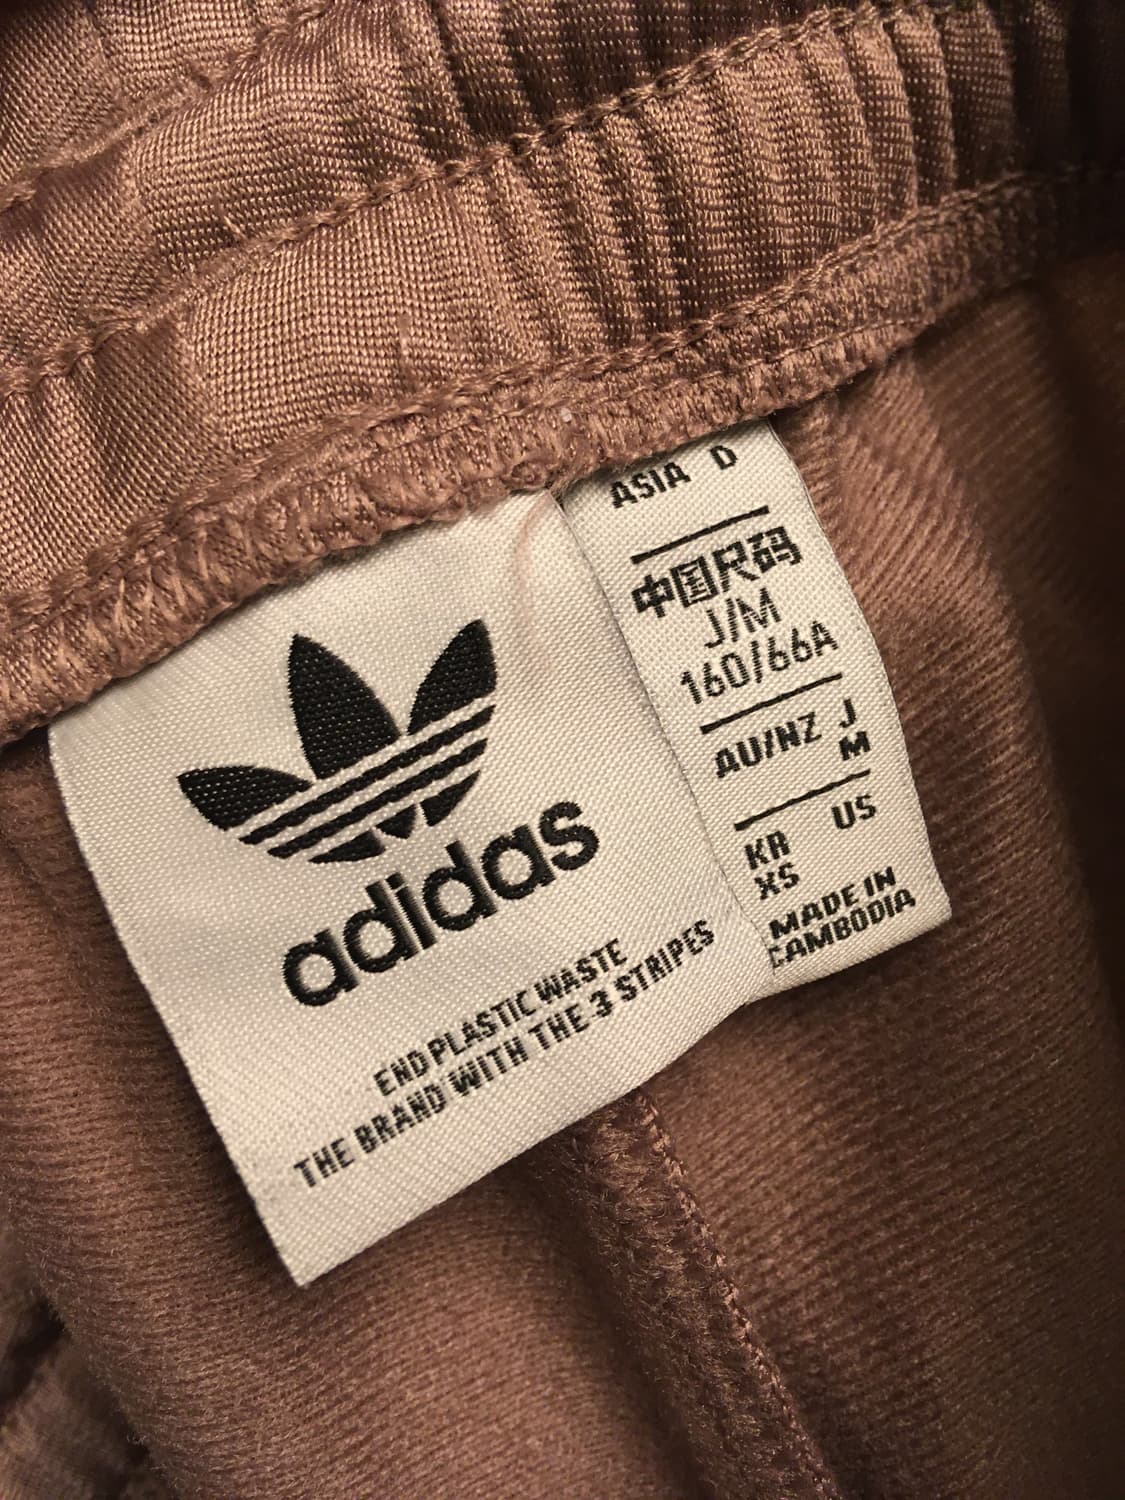 adidas
END PLASTIC WASTE
THE BRAND WITH THE 3 STRIPES
ASIA D
中国尺码
J/M
160/66A
AU/NZ J
M
US
KR
XS
MADE IN
CAMBODIA